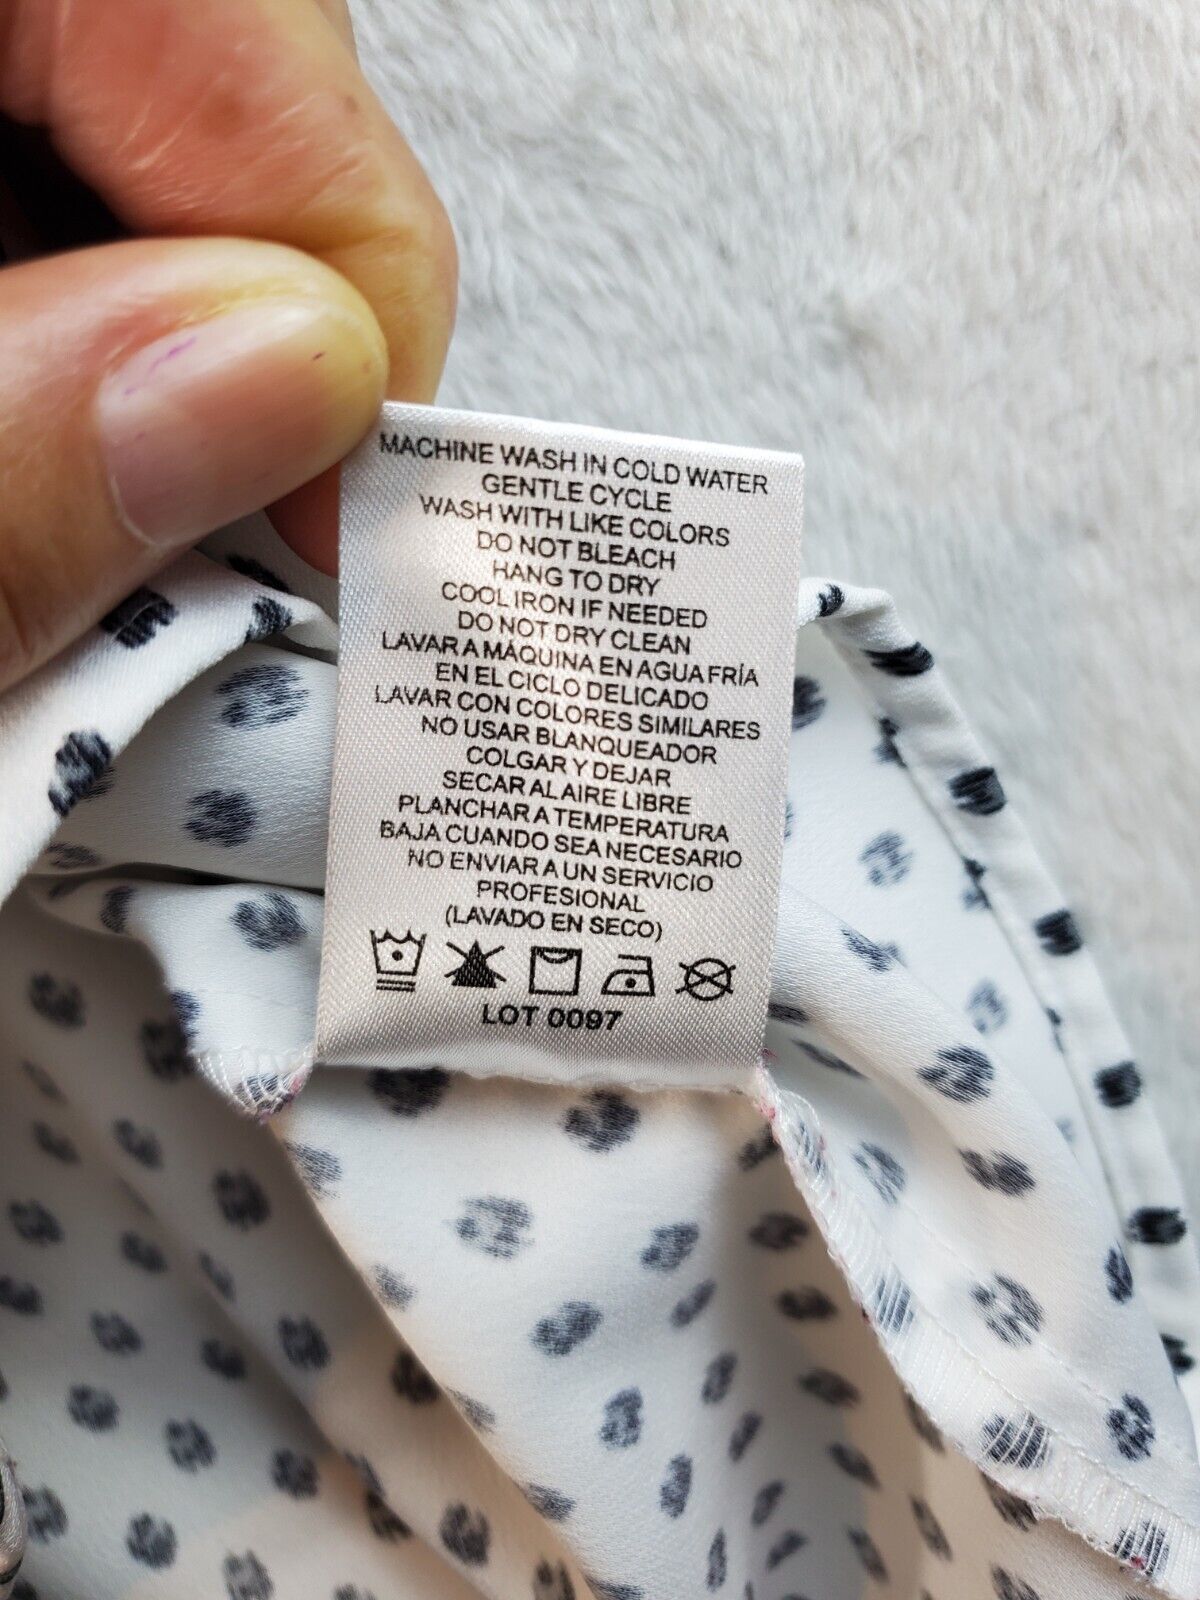 MACHINE WASH IN COLD WATER
GENTLE CYCLE
WASH WITH LIKE COLORS
DO NOT BLEACH
HANG TO DRY
COOL IRON IF NEEDED
DO NOT DRY CLEAN
LAVAR A MÁQUINA EN AGUA FRÍA
EN EL CICLO DELICADO
LAVAR CON COLORES SIMILARES
NO USAR BLANQUEADOR
COLGAR Y DEJAR
SECAR AL AIRE LIBRE
PLANCHAR A TEMPERATURA
BAJA CUANDO SEA NECESARIO
NO ENVIAR A UN SERVICIO
PROFESIONAL
(LAVADO EN SECO)
LOT 0097